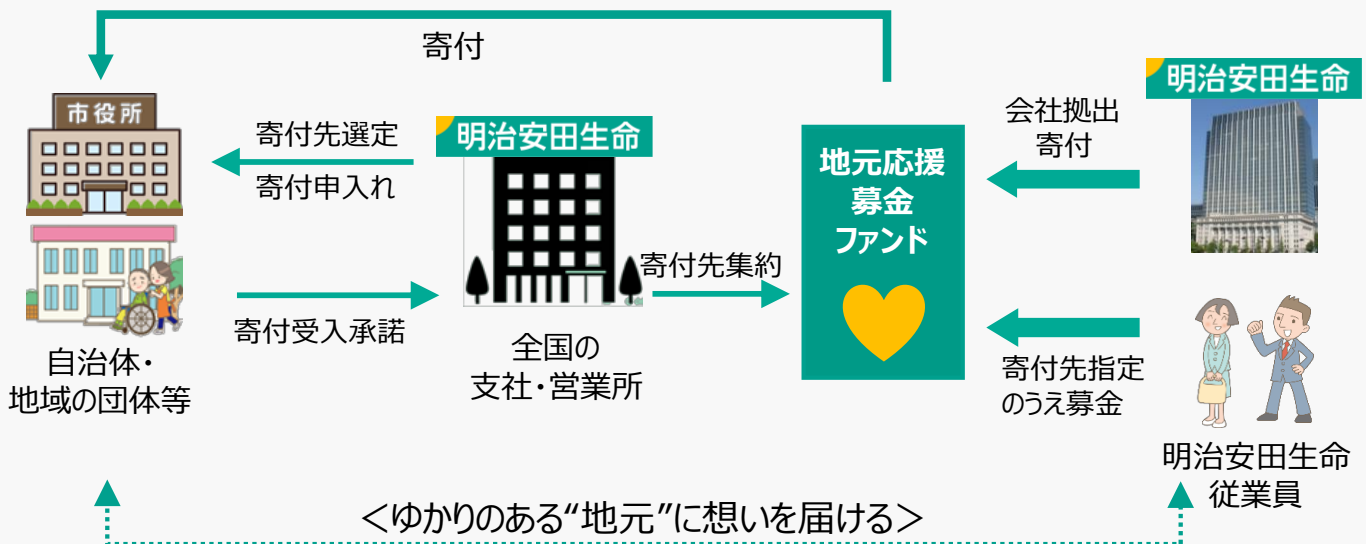 寄付
市役所
寄付先選定
寄付申入れ
寄付受入承諾
自治体・
地域の団体等
明治安田生命
全国の
支社・営業所
寄付先集約
地元応援
募金
ファンド
会社拠出
寄付
明治安田生命
寄付先指定
のうえ募金
明治安田生命
従業員
＜ゆかりのある“地元”に想いを届ける＞